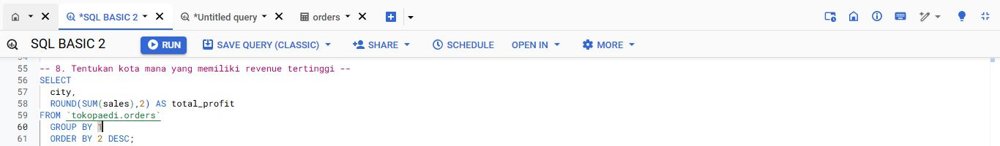 *SQL BASIC 2 *Untitled query orders
SQL BASIC 2 RUN SAVE QUERY (CLASSIC) SHARE SCHEDULE OPEN IN MORE
55 -- 8. Tentukan kota mana yang memiliki revenue tertinggi --
56 SELECT
57 city,
58 ROUND(SUM(sales),2) AS total_profit
59 FROM `tokopaedi.orders`
60 GROUP BY 1
61 ORDER BY 2 DESC;